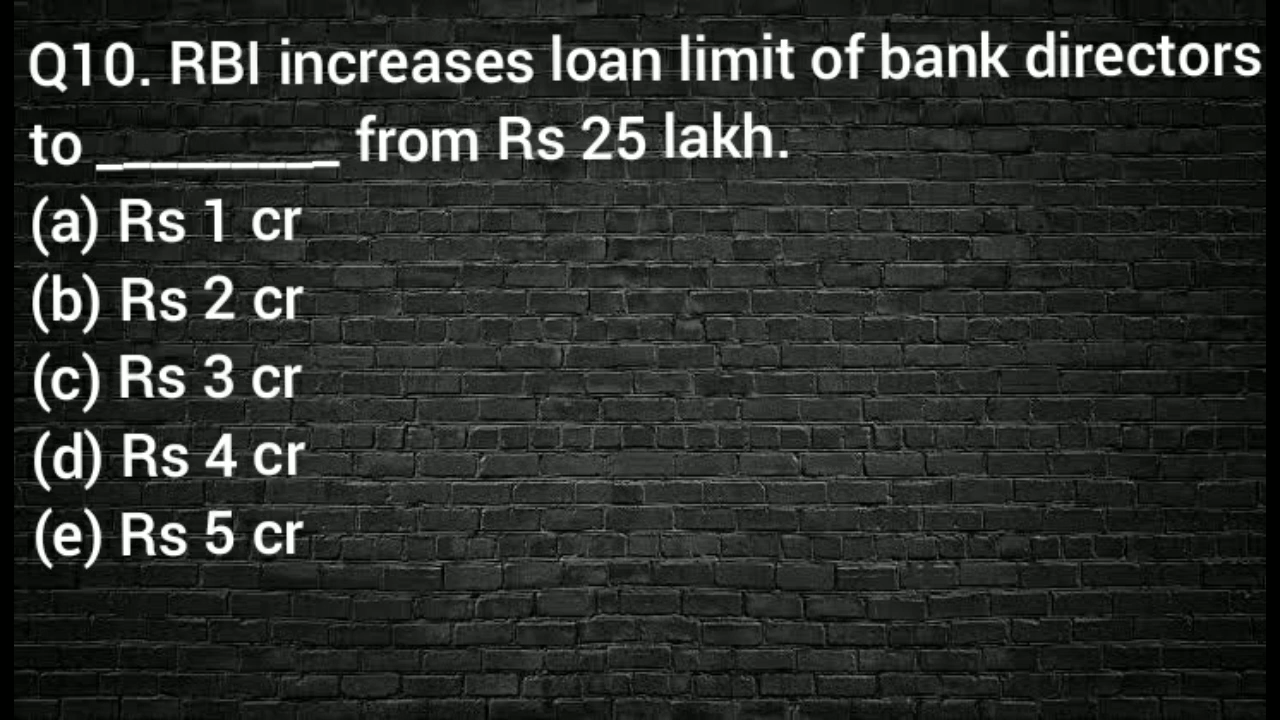 Q10. RBI increases loan limit of bank directors
to _________ from Rs 25 lakh.
(a) Rs 1 cr
(b) Rs 2 cr
(c) Rs 3 cr
(d) Rs 4 cr
(e) Rs 5 cr